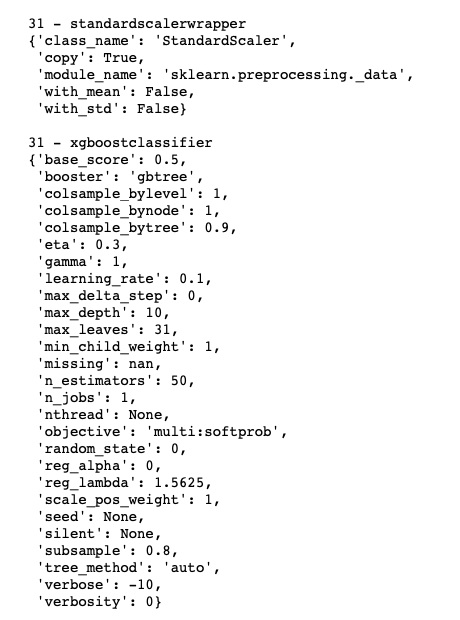 31 - standardscalerwrapper
{'class_name': 'StandardScaler',
 'copy': True,
 'module_name': 'sklearn.preprocessing._data',
 'with_mean': False,
 'with_std': False}

31 - xgboostclassifier
{'base_score': 0.5,
 'booster': 'gbtree',
 'colsample_bylevel': 1,
 'colsample_bynode': 1,
 'colsample_bytree': 0.9,
 'eta': 0.3,
 'gamma': 1,
 'learning_rate': 0.1,
 'max_delta_step': 0,
 'max_depth': 10,
 'max_leaves': 31,
 'min_child_weight': 1,
 'missing': nan,
 'n_estimators': 50,
 'n_jobs': 1,
 'nthread': None,
 'objective': 'multi:softprob',
 'random_state': 0,
 'reg_alpha': 0,
 'reg_lambda': 1.5625,
 'scale_pos_weight': 1,
 'seed': None,
 'silent': None,
 'subsample': 0.8,
 'tree_method': 'auto',
 'verbose': -10,
 'verbosity': 0}